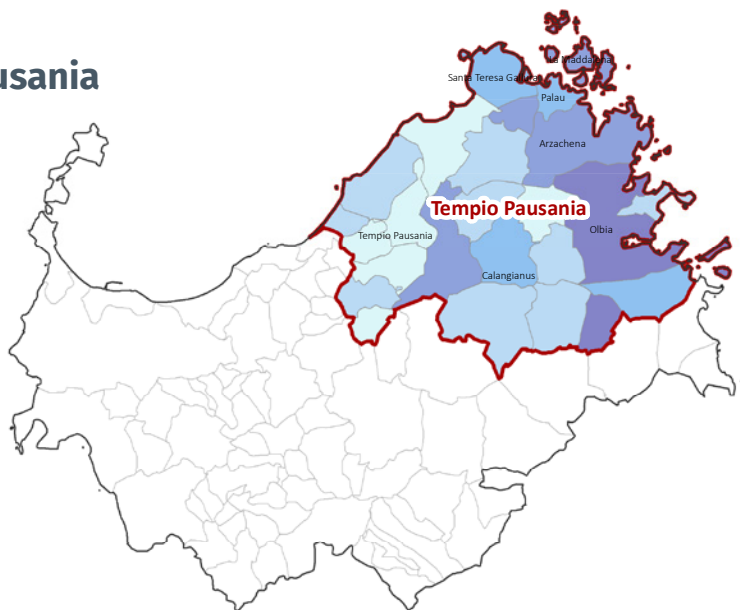 usania
La Maddalena
Santa Teresa Gallura
Palau
Arzachena
Tempio Pausania
Olbia
Tempio Pausania
Calangianus